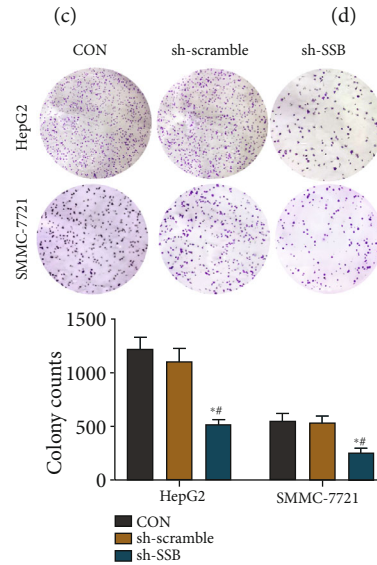 (c) (d)
CON sh-scramble sh-SSB
HepG2
SMMC-7721
Colony counts
1500
1000
500
0
*# *#
HepG2 SMMC-7721
CON
sh-scramble
sh-SSB